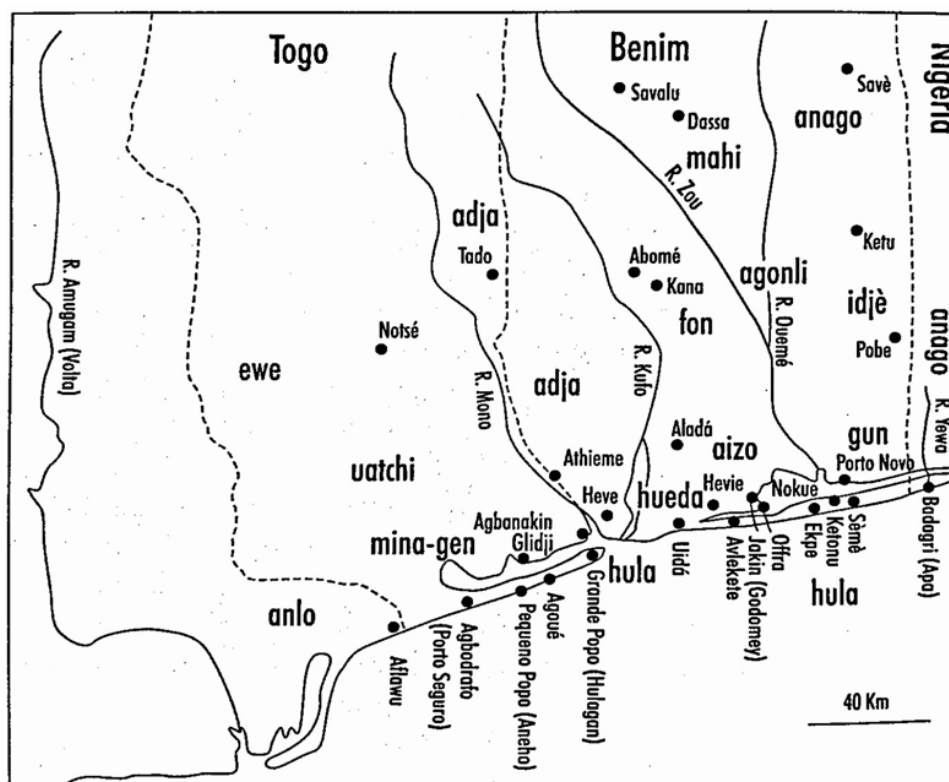 Togo
Benim
Nigeria
Savalu
Savè
Dassa
anago
mahi
R. Zou
adja
Tado
Abomé
Kana
Ketu
agonli
R. Amugam (Volta)
idjè
fon
R. Ouemé
Notsé
Pobe
anago
ewe
R. Mono
adja
R. Kufo
R. Yewa
uatchi
Aladá
aizo
gun
Athieme
Porto Novo
Hevie
Nokue
hueda
Heve
Agbanakin
Glidji
mina-gen
hula
Uidá
Avlekete
Jakin (Godomey)
Offra
Ekpe
Ketonu
Sèmè
Badagri (Apa)
hula
anlo
Aflawu
Agbodrafo
(Porto Seguro)
Pequeno Popo (Aneho)
Agoué
Grande Popo (Hulagan)
40 Km